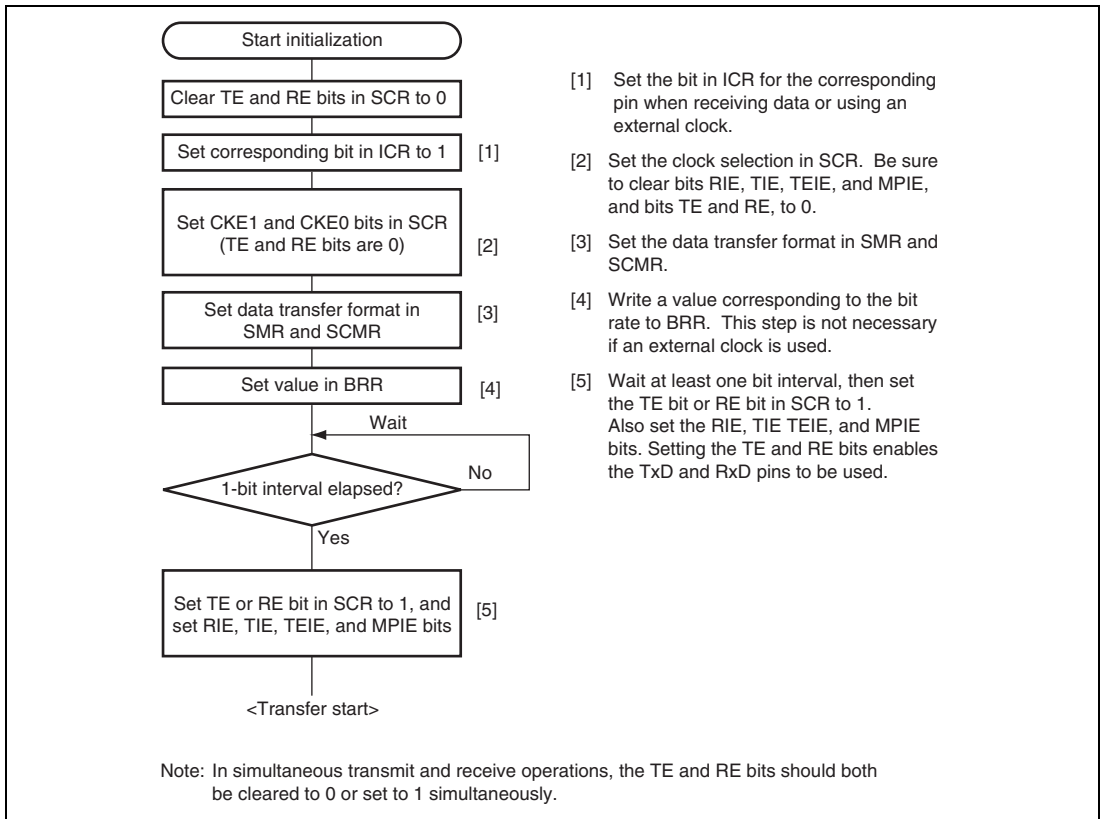 Start initialization
Clear TE and RE bits in SCR to 0
Set corresponding bit in ICR to 1
[1]
Set CKE1 and CKE0 bits in SCR
(TE and RE bits are 0)
[2]
Set data transfer format in
SMR and SCMR
[3]
Set value in BRR
[4]
Wait
1-bit interval elapsed?
No
Yes
Set TE or RE bit in SCR to 1, and
set RIE, TIE, TEIE, and MPIE bits
[5]
<Transfer start>
[1] Set the bit in ICR for the corresponding
pin when receiving data or using an
external clock.
[2] Set the clock selection in SCR. Be sure
to clear bits RIE, TIE, TEIE, and MPIE,
and bits TE and RE, to 0.
[3] Set the data transfer format in SMR and
SCMR.
[4] Write a value corresponding to the bit
rate to BRR. This step is not necessary
if an external clock is used.
[5] Wait at least one bit interval, then set
the TE bit or RE bit in SCR to 1.
Also set the RIE, TIE TEIE, and MPIE
bits. Setting the TE and RE bits enables
the TxD and RxD pins to be used.
Note: In simultaneous transmit and receive operations, the TE and RE bits should both
be cleared to 0 or set to 1 simultaneously.